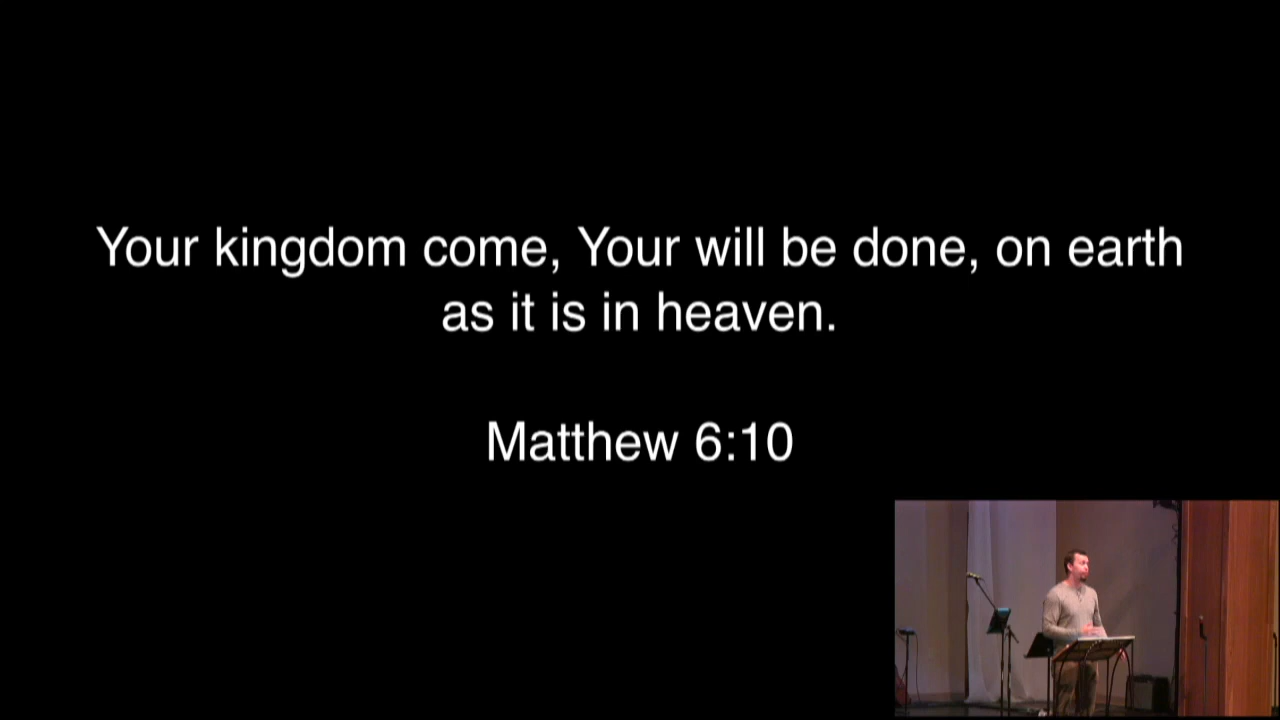 Your kingdom come, Your will be done, on earth
as it is in heaven.
Matthew 6:10